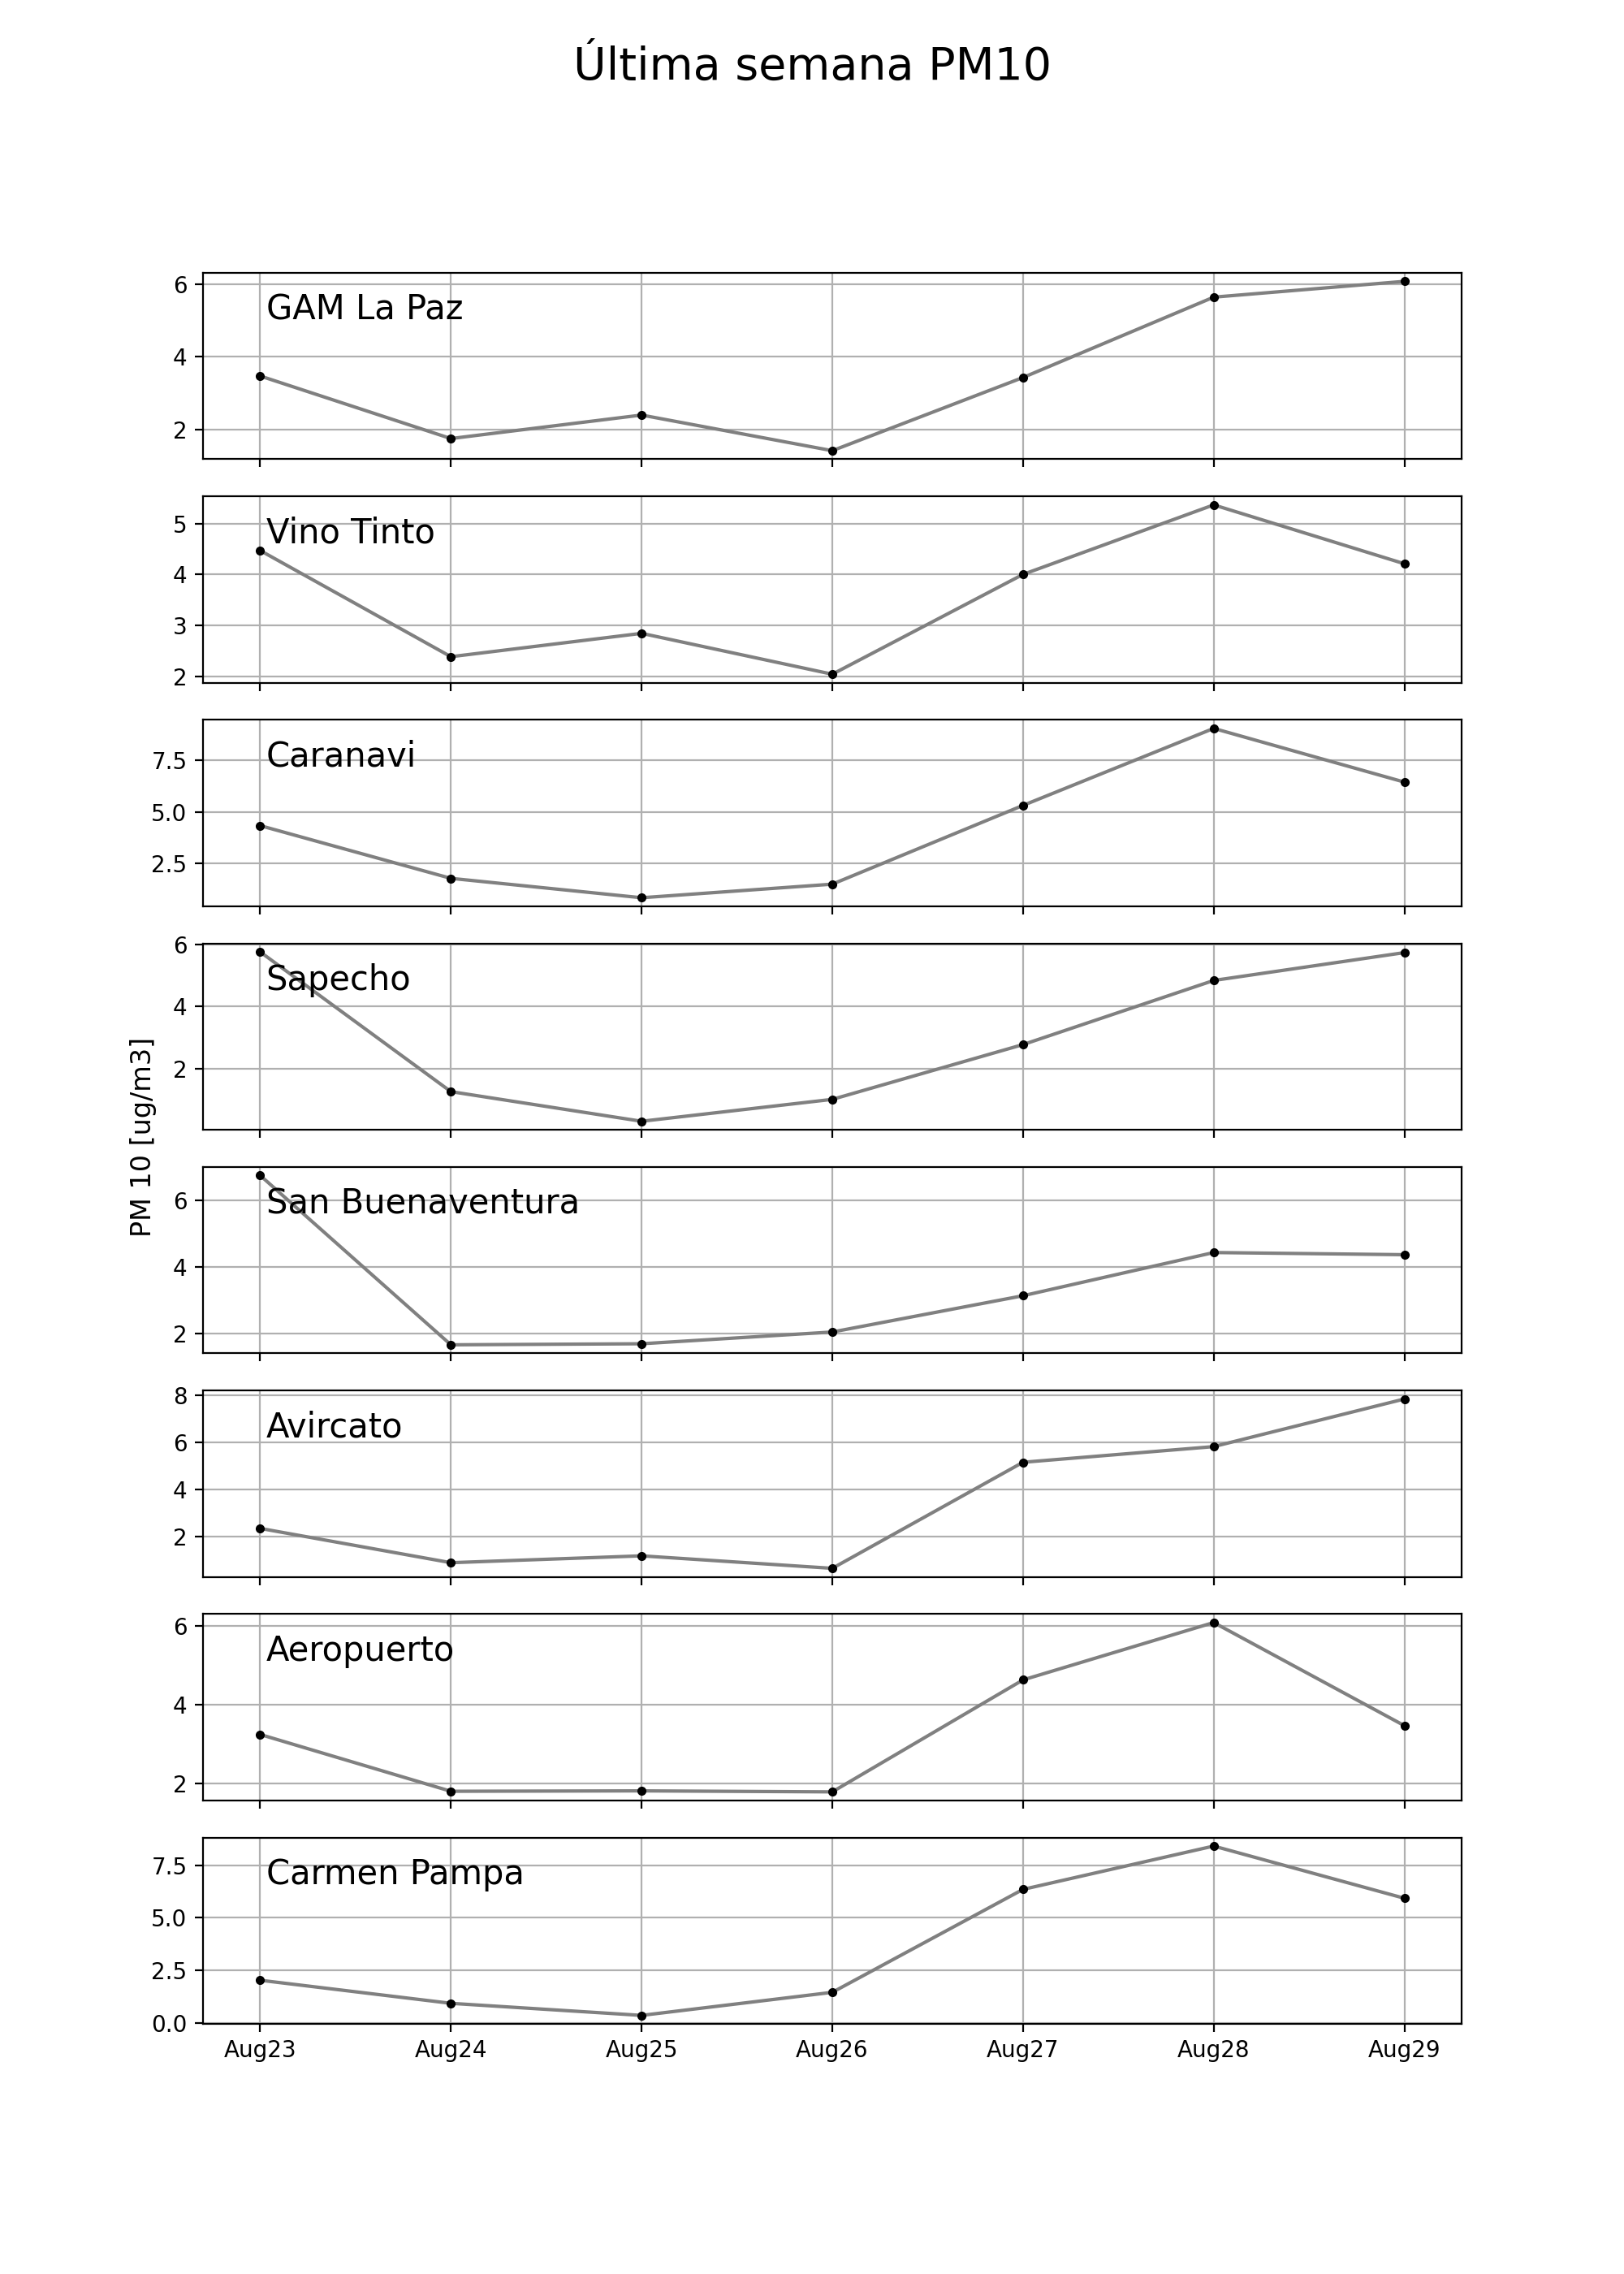 Última semana PM10
GAM La Paz
6
4
2
Vino Tinto
5
4
3
2
Caranavi
7.5
5.0
2.5
Sapecho
6
4
2
PM 10 [ug/m3]
San Buenaventura
6
4
2
Avircato
8
6
4
2
Aeropuerto
6
4
2
Carmen Pampa
7.5
5.0
2.5
0.0
Aug23 Aug24 Aug25 Aug26 Aug27 Aug28 Aug29